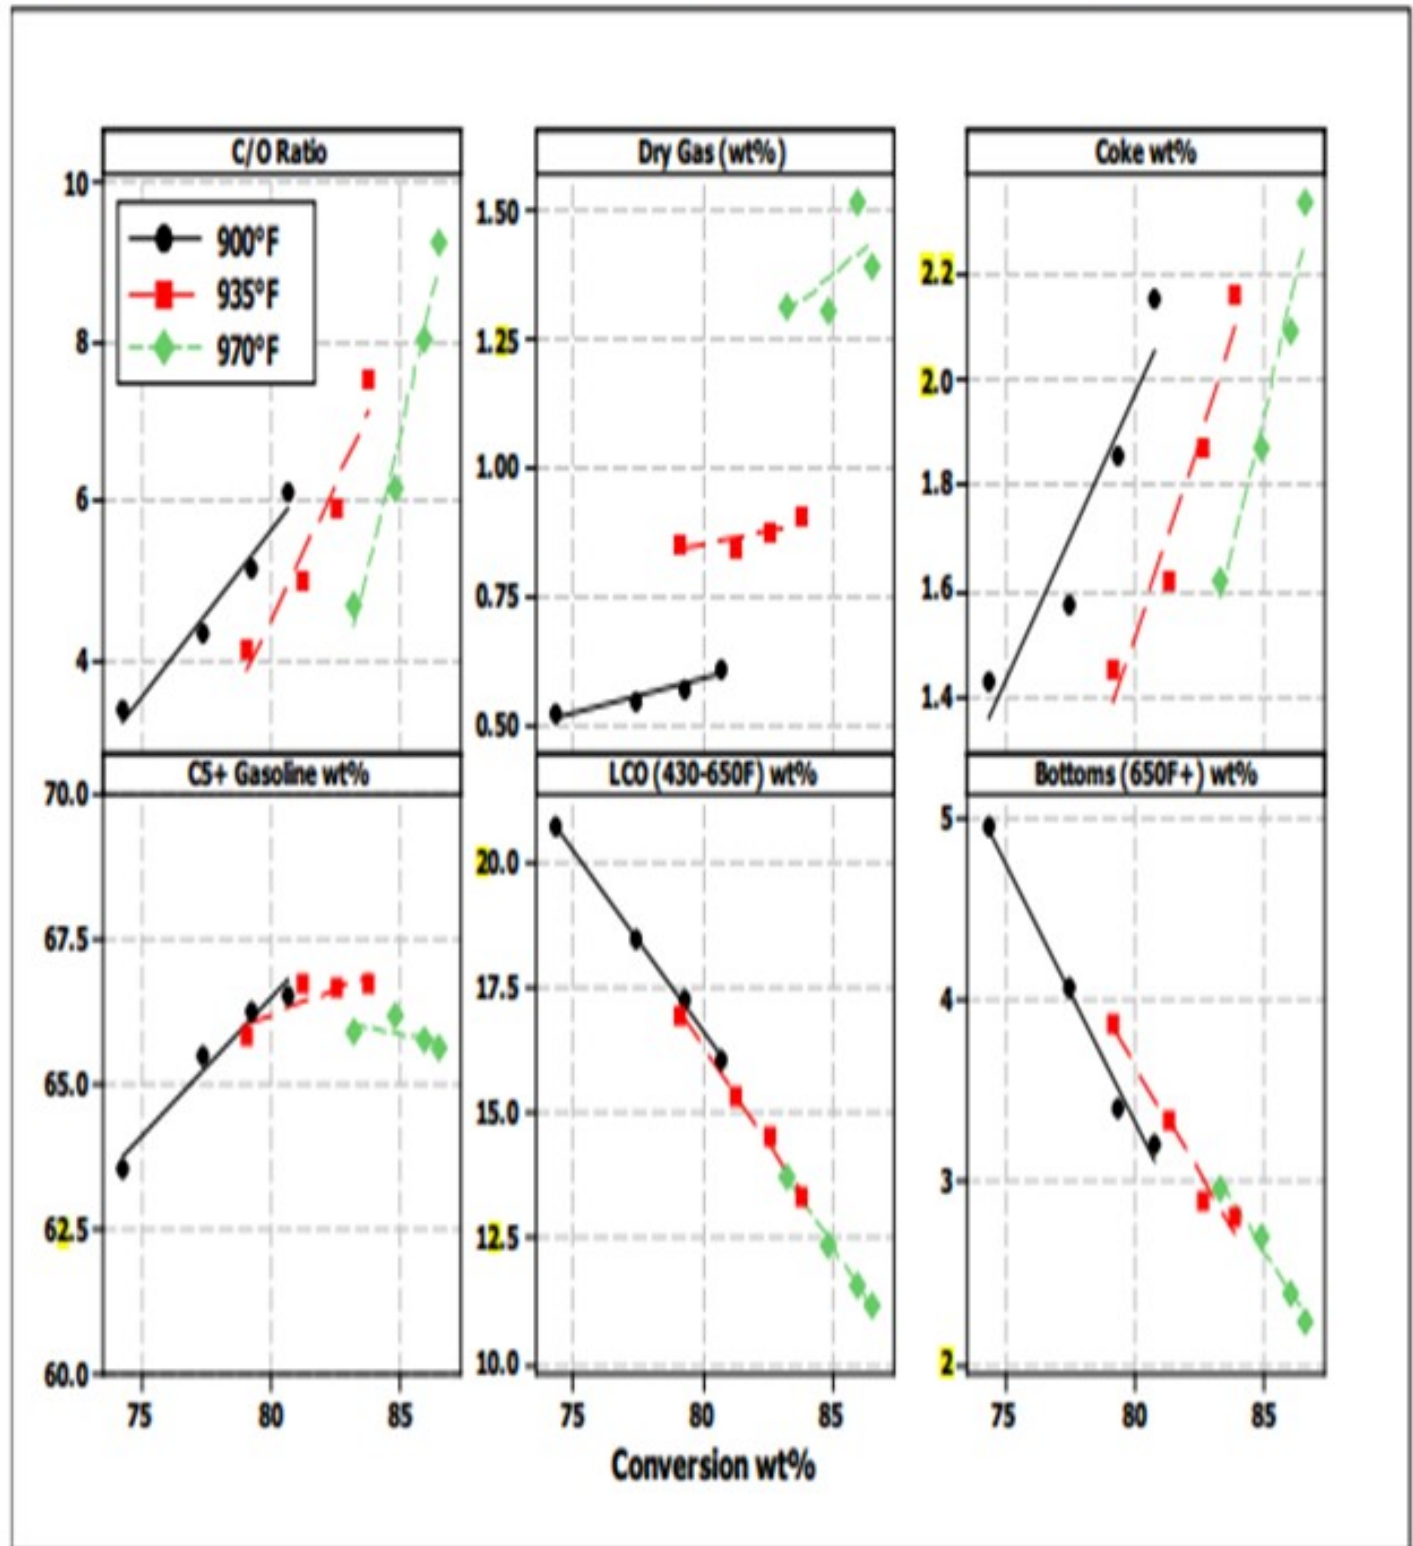 C/O Ratio
Dry Gas (wt%)
Coke wt%
10
8
6
4
900°F
935°F
970°F
1.50
1.25
1.00
0.75
0.50
2.2
2.0
1.8
1.6
1.4
C5+ Gasoline wt%
LCO (430-650F) wt%
Bottoms (650F+) wt%
70.0
67.5
65.0
62.5
60.0
20.0
17.5
15.0
12.5
10.0
5
4
3
2
75 80 85
75 80 85
75 80 85
Conversion wt%